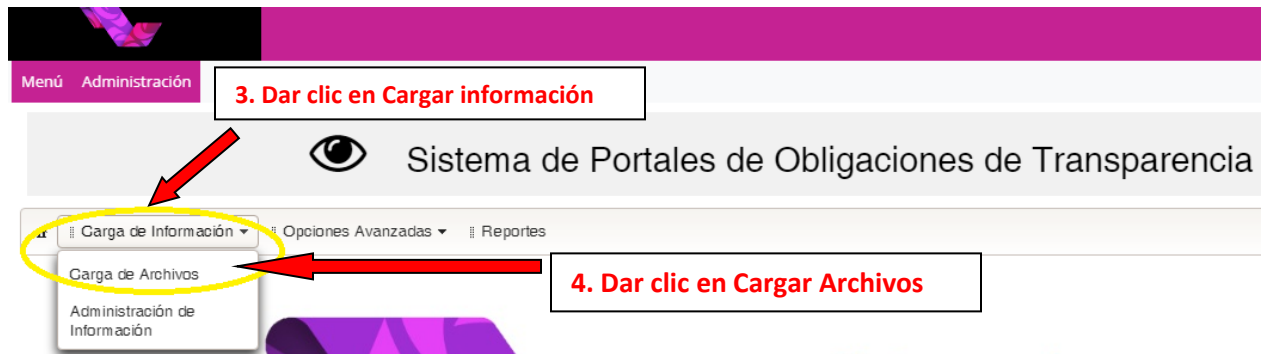 Menú Administración
3. Dar clic en Cargar información
Sistema de Portales de Obligaciones de Transparencia
Carga de Información Opciones Avanzadas Reportes
Carga de Archivos
4. Dar clic en Cargar Archivos
Administración de
Información